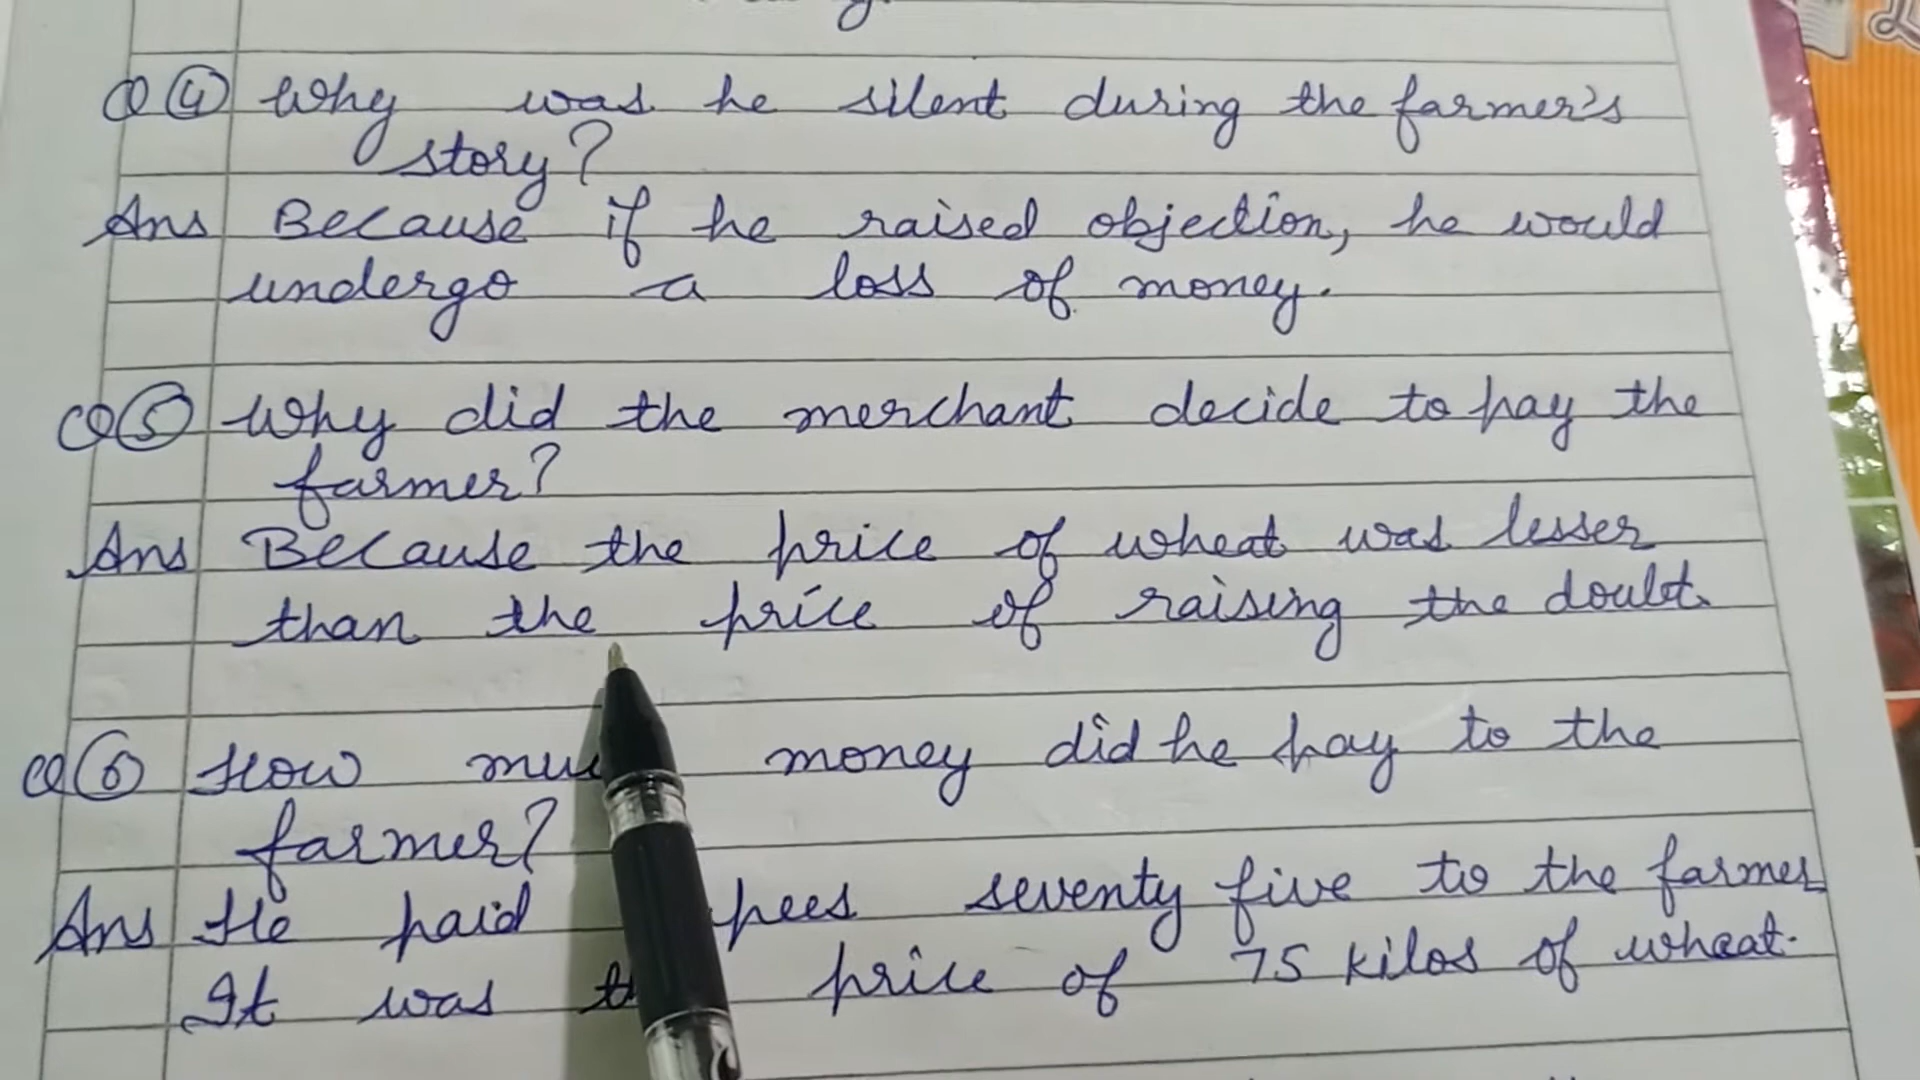 Q 4 Why was he silent during the farmer's
story?
Ans Because if he raised objection, he would
undergo a loss of money.
Q 5 Why did the merchant decide to pay the
farmer?
Ans Because the price of wheat was lesser
than the price of raising the doubt.
Q 6 How money did he pay to the
farmer?
Ans He paid seventy five to the farmer
It was price of 75 kilos of wheat.